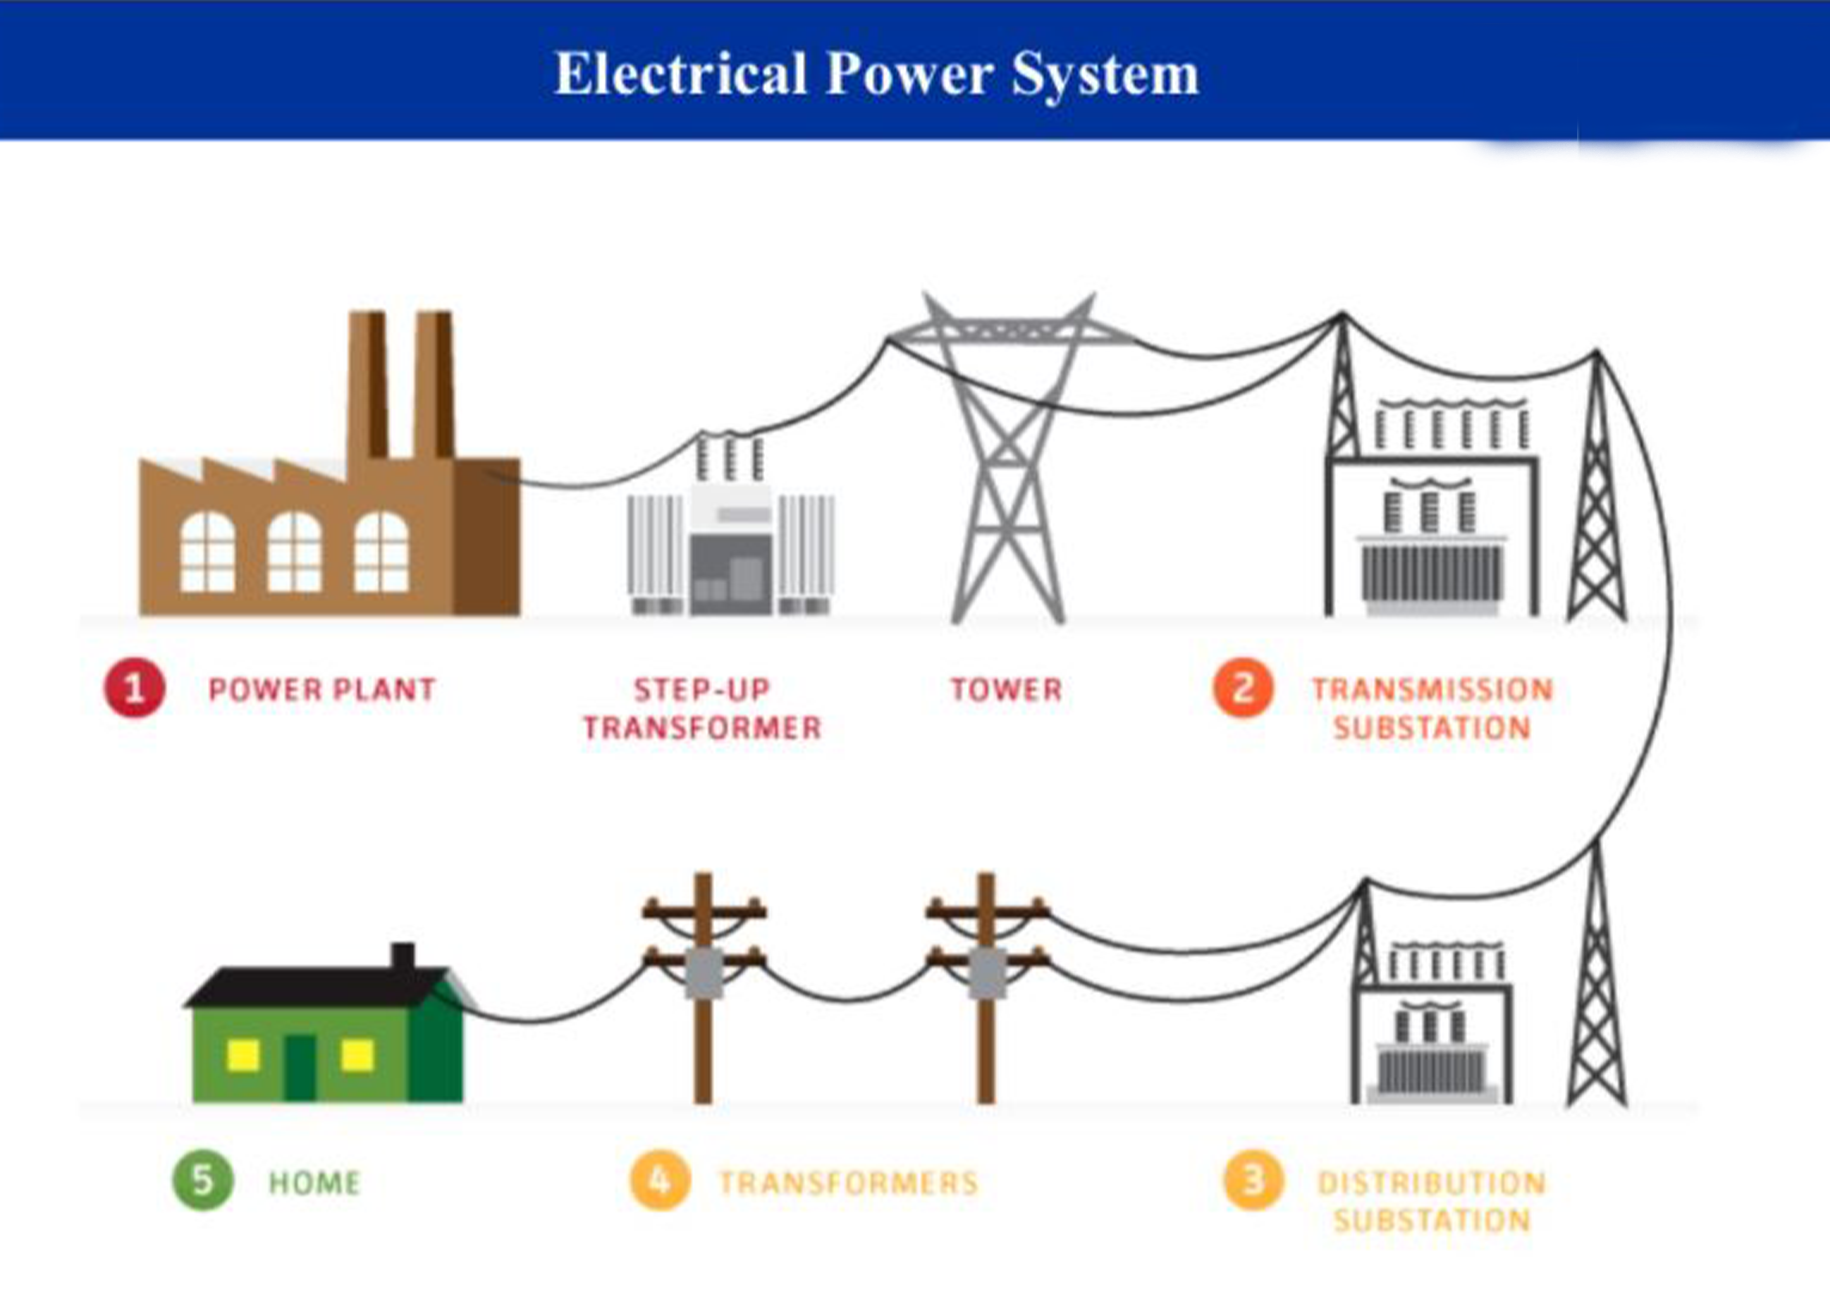 Electrical Power System
1 POWER PLANT
STEP-UP
TRANSFORMER
TOWER
2 TRANSMISSION
SUBSTATION
5 HOME
4 TRANSFORMERS
3 DISTRIBUTION
SUBSTATION